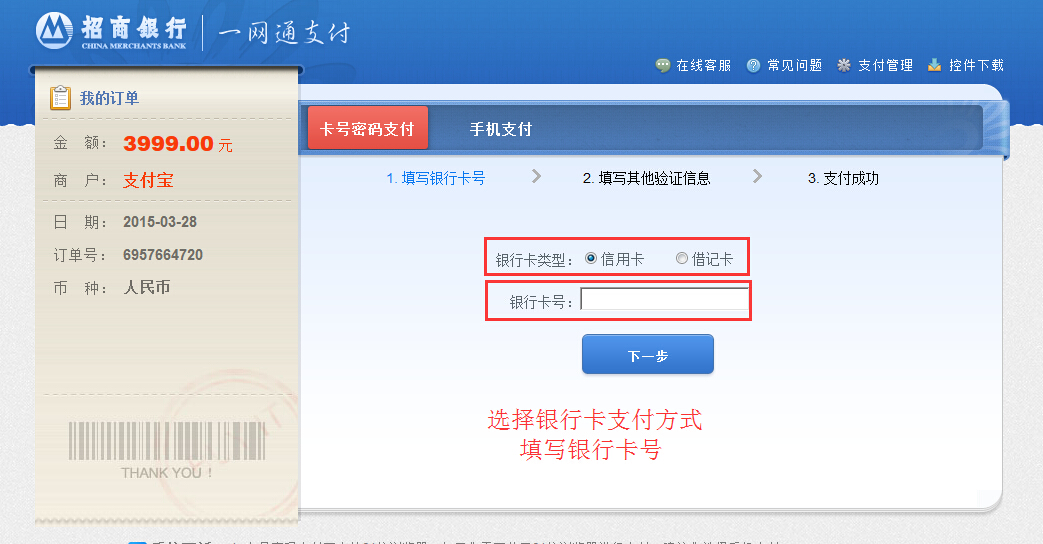 招商银行 一网通支付
CHINA MERCHANTS BANK
在线客服 常见问题 支付管理 控件下载
我的订单
金 额： 3999.00 元
商 户： 支付宝
日 期： 2015-03-28
订单号： 6957664720
币 种： 人民币
THANK YOU！
卡号密码支付 手机支付
1. 填写银行卡号 2. 填写其他验证信息 3. 支付成功
银行卡类型： 信用卡 借记卡
银行卡号：
下一步
选择银行卡支付方式
填写银行卡号